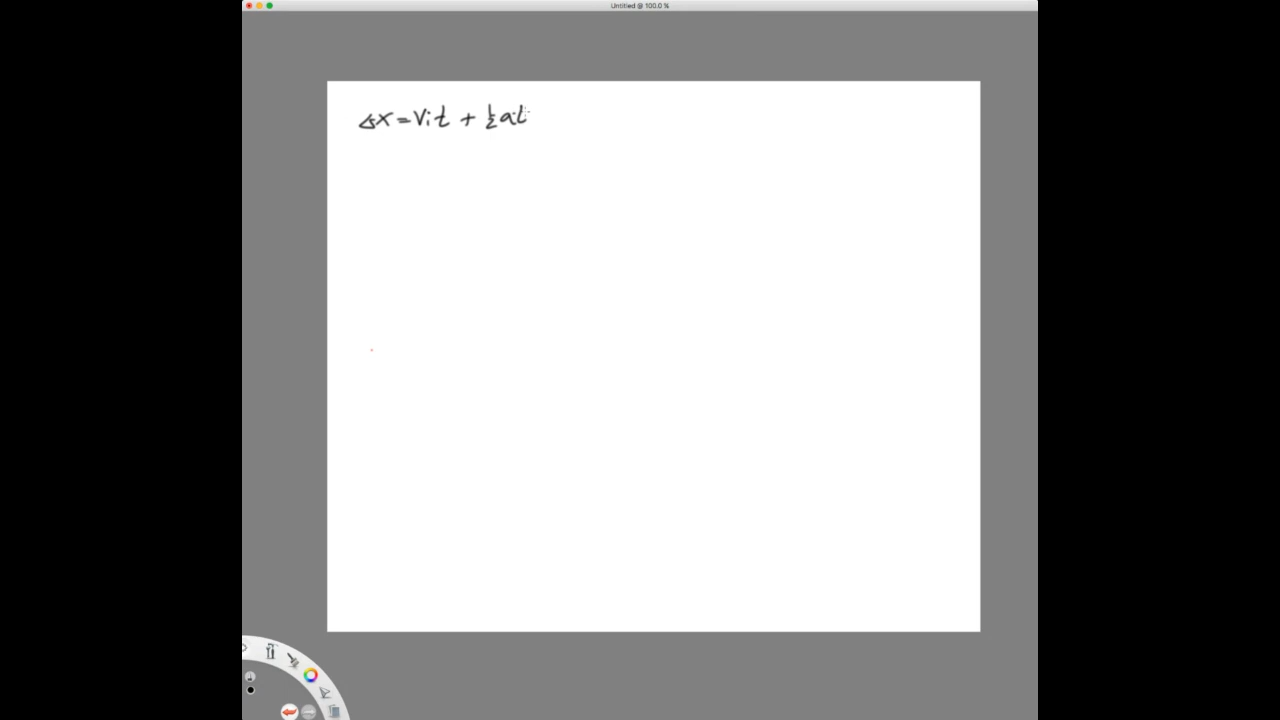 Untitled @ 100.0 %
Δx = Vit + ½at